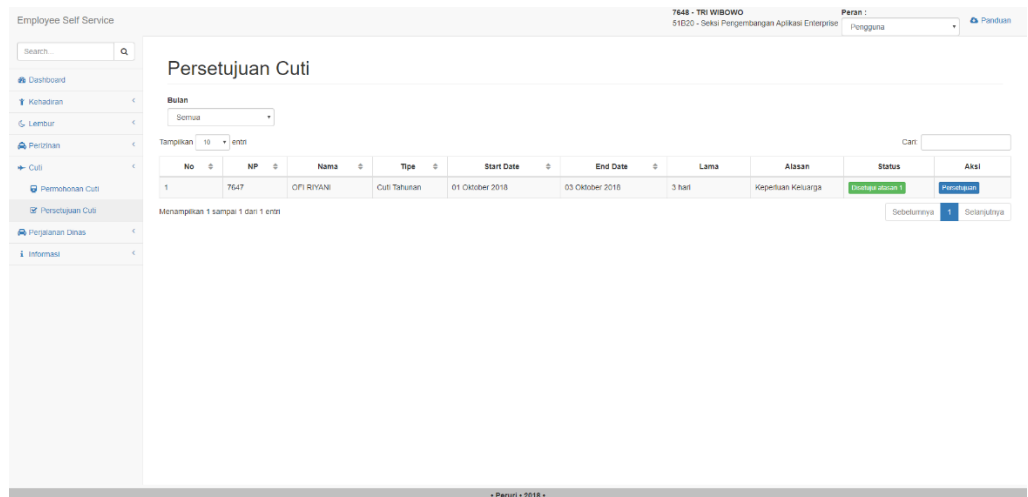 Employee Self Service
7648 - TRI WIBOWO
51B20 - Seksi Pengembangan Aplikasi Enterprise
Peran :
Pengguna
Panduan
Search...
Dashboard
Kehadiran
Lembur
Perizinan
Cuti
Permohonan Cuti
Persetujuan Cuti
Perjalanan Dinas
Informasi
Persetujuan Cuti
Bulan
Semua
Tampilkan 10 entri
Cari:
No NP Nama Tipe Start Date End Date Lama Alasan Status Aksi
1 7647 OFI RIYANI Cuti Tahunan 01 Oktober 2018 03 Oktober 2018 3 hari Keperluan Keluarga Disetujui atasan 1 Persetujuan
Menampilkan 1 sampai 1 dari 1 entri
Sebelumnya 1 Selanjutnya
• Peruri • 2018 •